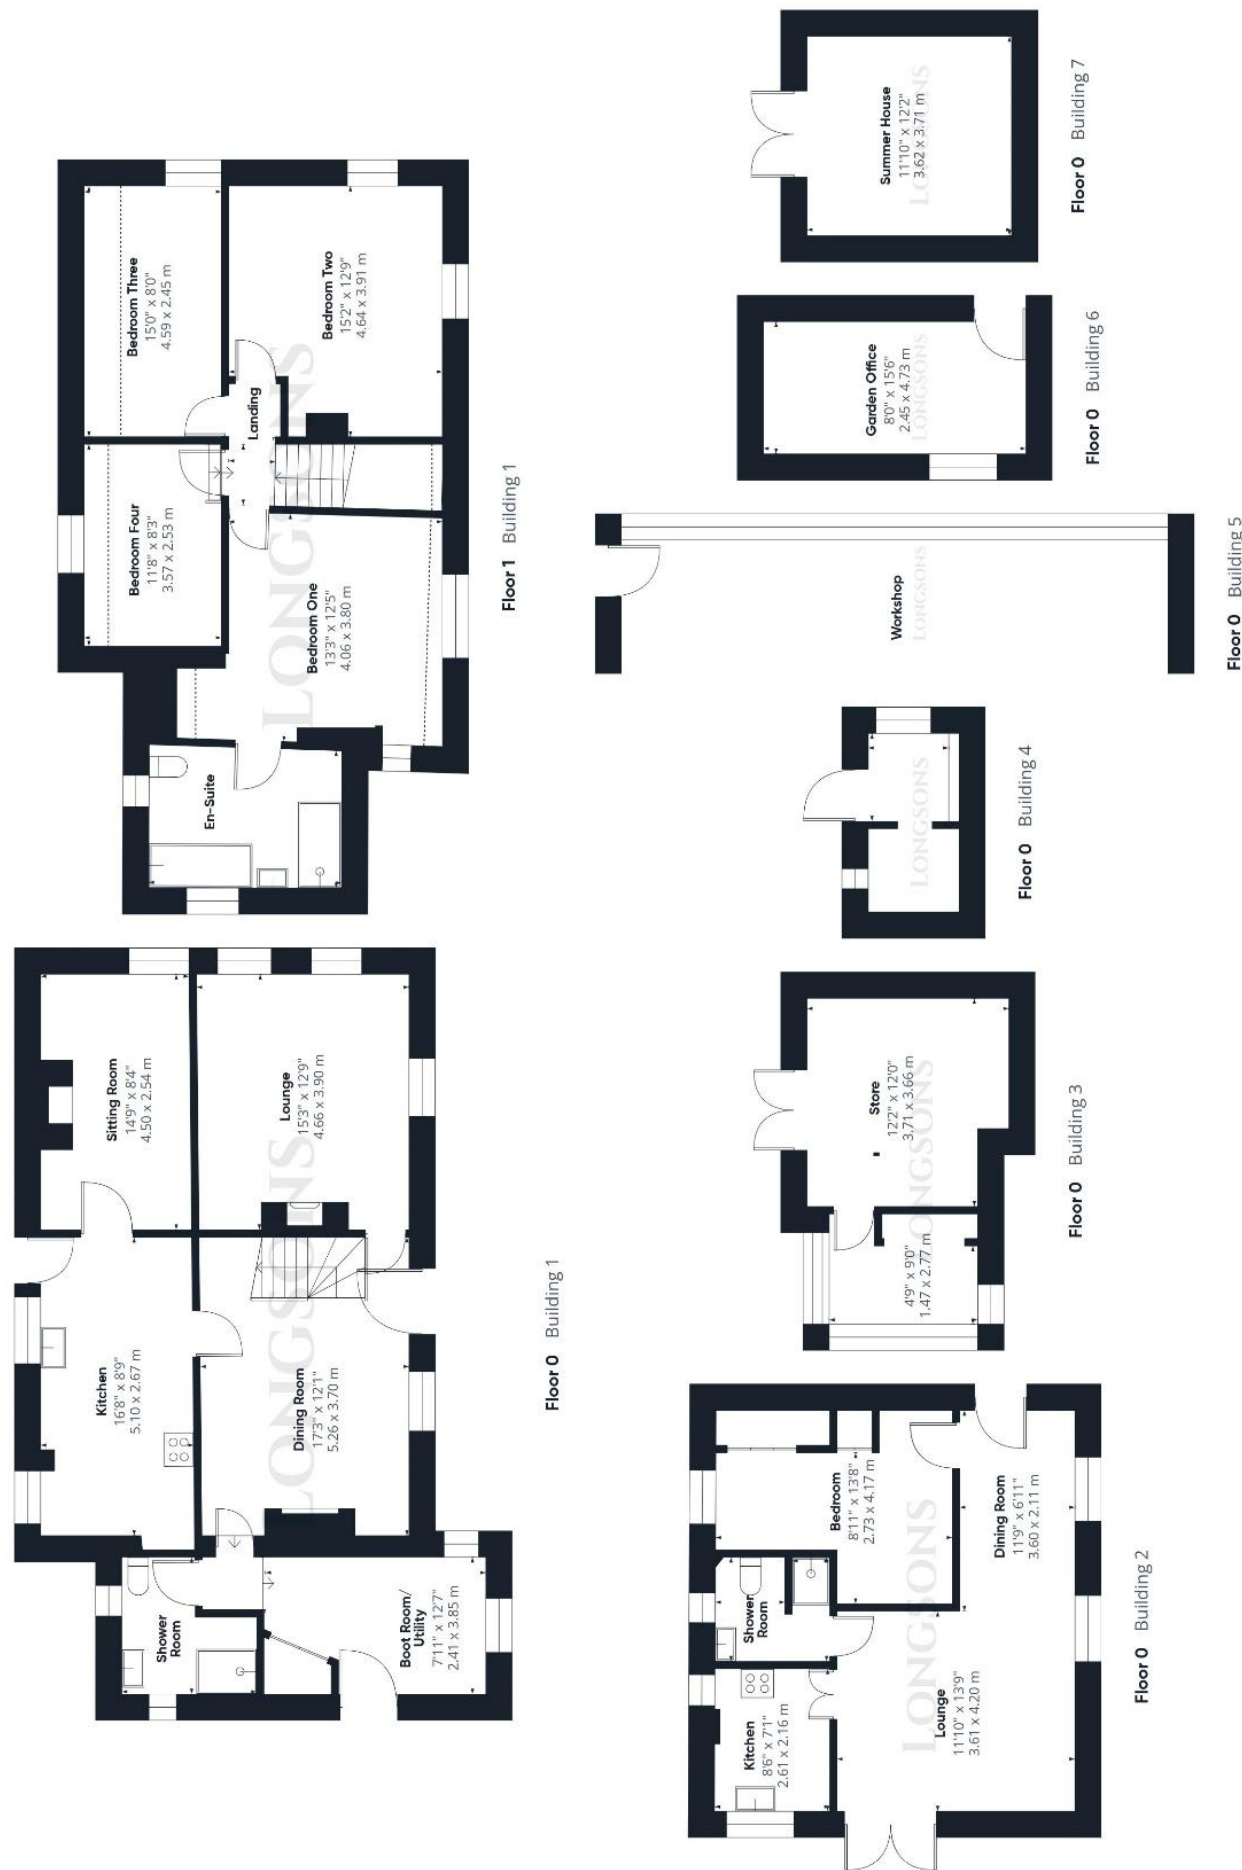 Sitting Room
14'9" x 8'4"
4.50 x 2.54 m
Lounge
15'3" x 12'9"
4.66 x 3.90 m
Kitchen
16'8" x 8'9"
5.10 x 2.67 m
Dining Room
17'3" x 12'1"
5.26 x 3.70 m
Shower
Room
Boot Room/
Utility
7'11" x 12'7"
2.41 x 3.85 m
LONGSONS
Floor 0 Building 1
Bedroom Three
15'0" x 8'0"
4.59 x 2.45 m
Bedroom Two
15'2" x 12'9"
4.64 x 3.91 m
Landing
Bedroom Four
11'8" x 8'3"
3.57 x 2.53 m
Bedroom One
13'3" x 12'5"
4.06 x 3.80 m
En-Suite
LONGSONS
Floor 1 Building 1
Bedroom
8'11" x 13'8"
2.73 x 4.17 m
Shower
Room
Kitchen
8'6" x 7'1"
2.61 x 2.16 m
Dining Room
11'9" x 6'11"
3.60 x 2.11 m
Lounge
11'10" x 13'9"
3.61 x 4.20 m
LONGSONS
Floor 0 Building 2
Store
12'2" x 12'0"
3.71 x 3.66 m
4'9" x 9'0"
1.47 x 2.77 m
LONGSONS
Floor 0 Building 3
LONGSONS
Floor 0 Building 4
Workshop
LONGSONS
Floor 0 Building 5
Garden Office
8'0" x 15'6"
2.45 x 4.73 m
LONGSONS
Floor 0 Building 6
Summer House
11'10" x 12'2"
3.62 x 3.71 m
LONGSONS
Floor 0 Building 7